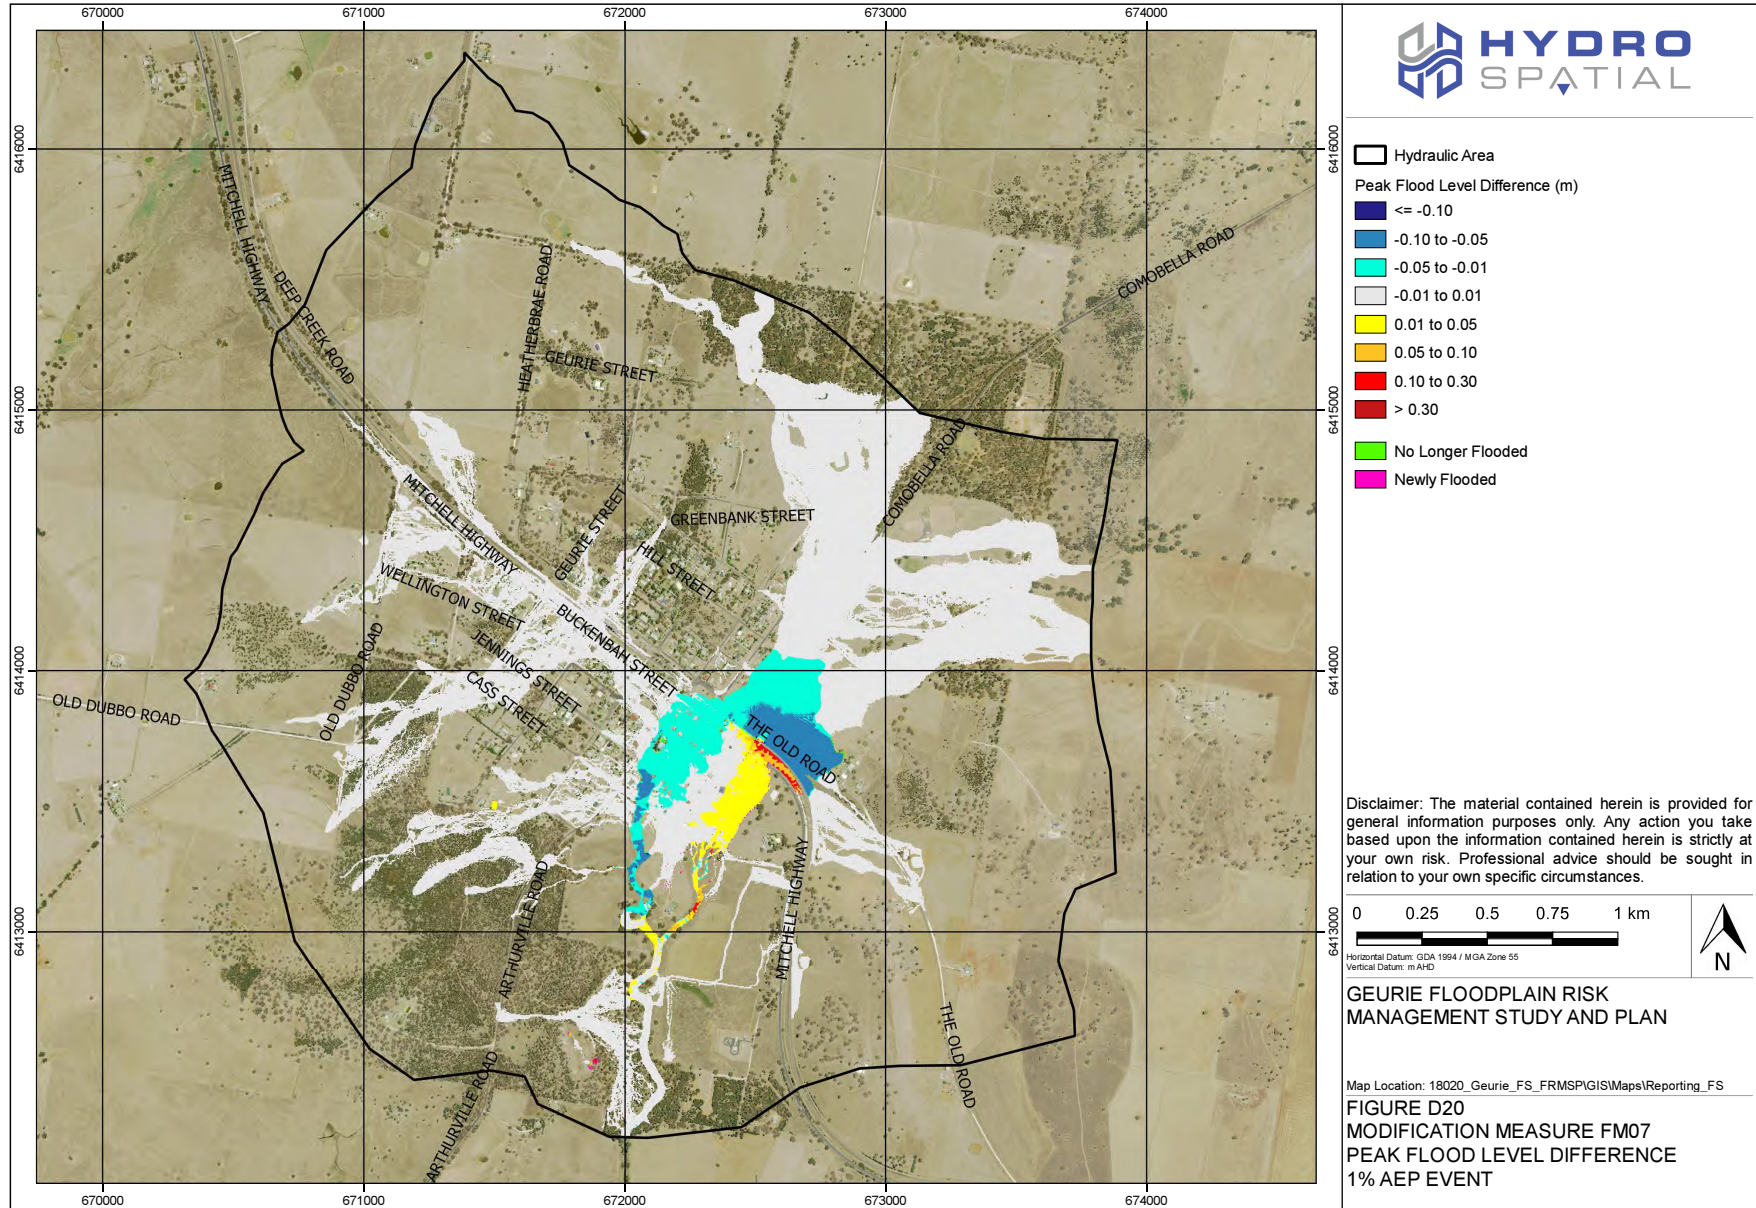 670000
671000
672000
673000
674000
6416000
6416000
MITCHELL HIGHWAY
DEEP CREEK ROAD
HEATHERBRAE ROAD
GEURIE STREET
COMOBELLA ROAD
6415000
6415000
COMOBELLA ROAD
MITCHELL HIGHWAY
GEURIE STREET
GREENBANK STREET
HILL STREET
WELLINGTON STREET
BUCKENBAH STREET
JENNINGS STREET
CASS STREET
OLD DUBBO ROAD
OLD DUBBO ROAD
6414000
6414000
THE OLD ROAD
MITCHELL HIGHWAY
ARTHURVILLE ROAD
6413000
6413000
THE OLD ROAD
ARTHURVILLE ROAD
670000
671000
672000
673000
674000
HYDRO
SPATIAL
Hydraulic Area
Peak Flood Level Difference (m)
<= -0.10
-0.10 to -0.05
-0.05 to -0.01
-0.01 to 0.01
0.01 to 0.05
0.05 to 0.10
0.10 to 0.30
> 0.30
No Longer Flooded
Newly Flooded
Disclaimer: The material contained herein is provided for
general information purposes only. Any action you take
based upon the information contained herein is strictly at
your own risk. Professional advice should be sought in
relation to your own specific circumstances.
0 0.25 0.5 0.75 1 km
Horizontal Datum: GDA 1994 / MGA Zone 55
Vertical Datum: m AHD
N
GEURIE FLOODPLAIN RISK
MANAGEMENT STUDY AND PLAN
Map Location: 18020_Geurie_FS_FRMSP\GIS\Maps\Reporting_FS
FIGURE D20
MODIFICATION MEASURE FM07
PEAK FLOOD LEVEL DIFFERENCE
1% AEP EVENT